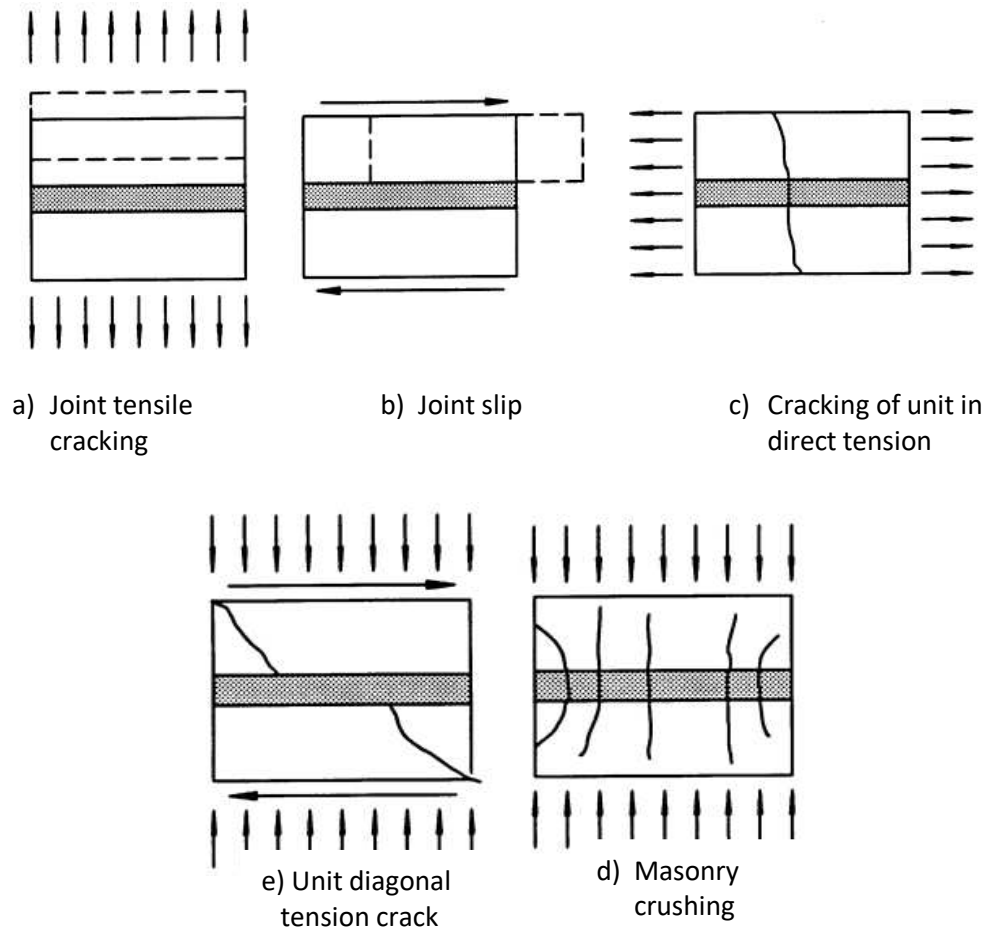 a) Joint tensile
cracking
b) Joint slip
c) Cracking of unit in
direct tension
e) Unit diagonal
tension crack
d) Masonry
crushing